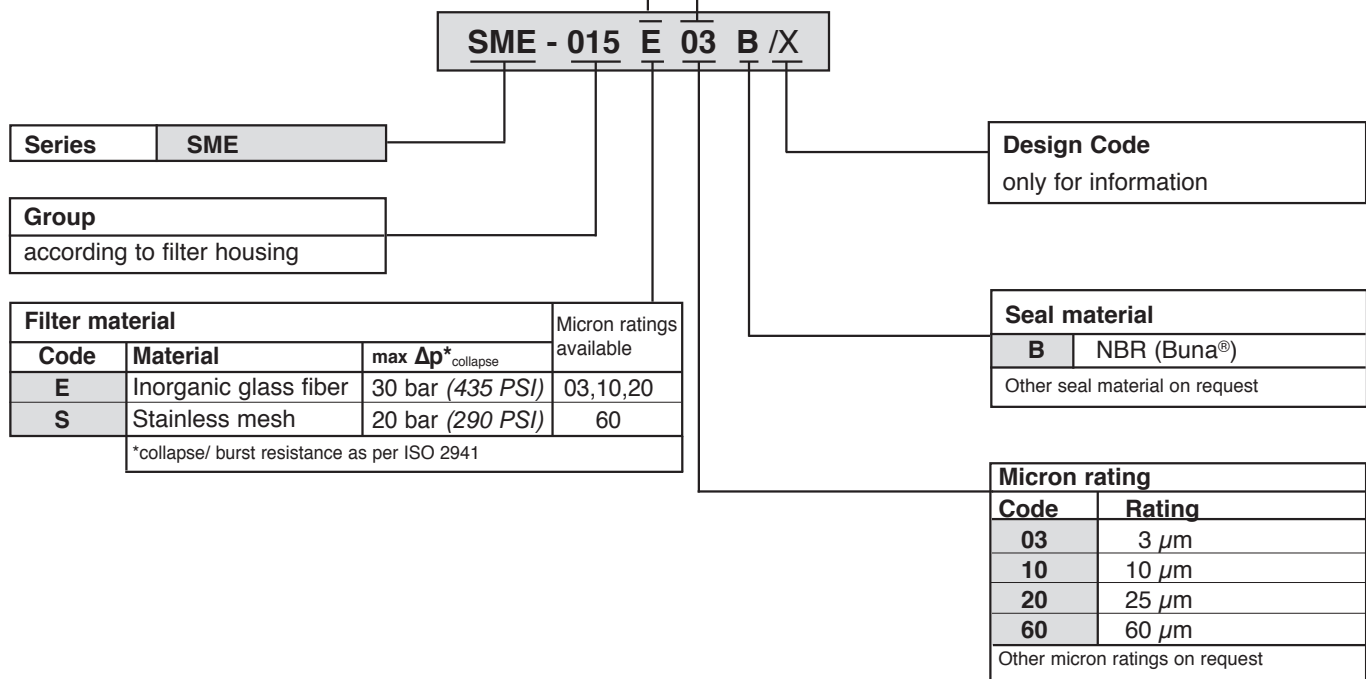 SME - 015 E 03 B /X
Series SME
Group
according to filter housing
Filter material Micron ratings available
Code Material max Δp*collapse
E Inorganic glass fiber 30 bar (435 PSI) 03,10,20
S Stainless mesh 20 bar (290 PSI) 60
*collapse/ burst resistance as per ISO 2941
Design Code
only for information
Seal material
B NBR (Buna®)
Other seal material on request
Micron rating
Code Rating
03 3 µm
10 10 µm
20 25 µm
60 60 µm
Other micron ratings on request